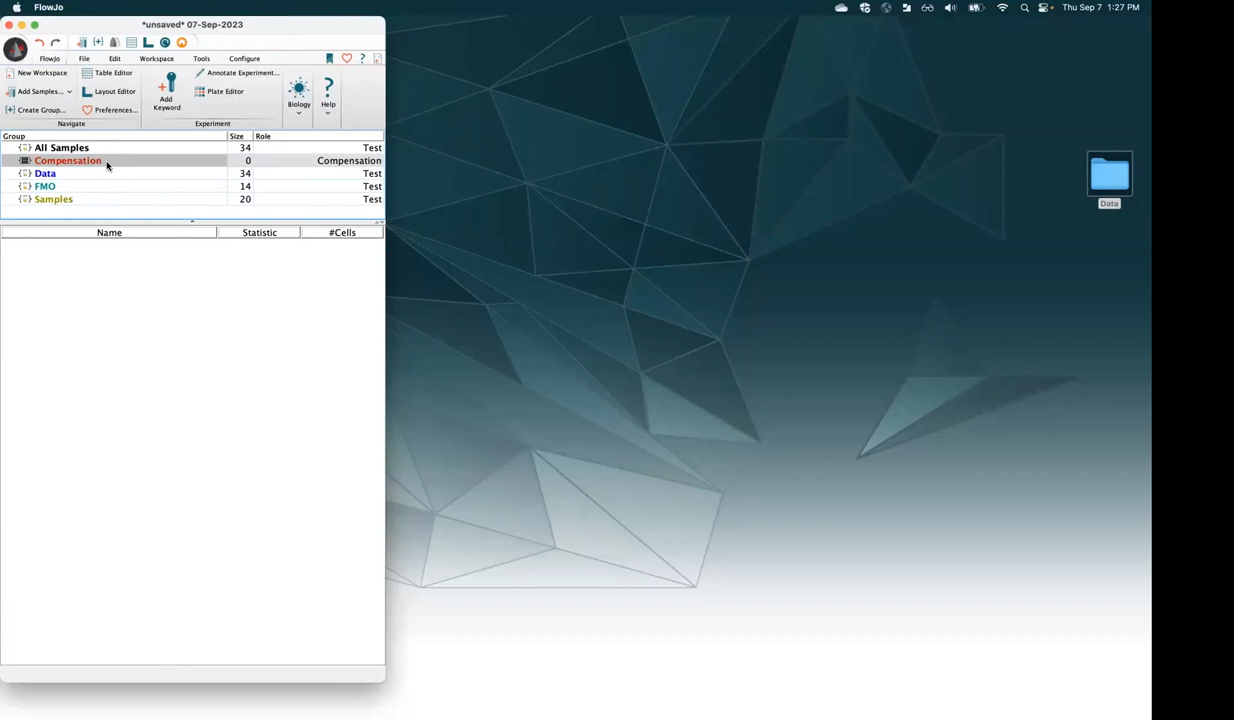 FlowJo Thu Sep 7 1:27 PM
*unsaved* 07-Sep-2023
FlowJo File Edit Workspace Tools Configure
New Workspace Table Editor Annotate Experiment...
Add Samples... Layout Editor Add Keyword Plate Editor Biology Help
Create Group... Preferences...
Navigate Experiment
Group Size Role
All Samples 34 Test
Compensation 0 Compensation
Data 34 Test
FMO 14 Test
Samples 20 Test
Name Statistic #Cells
Data